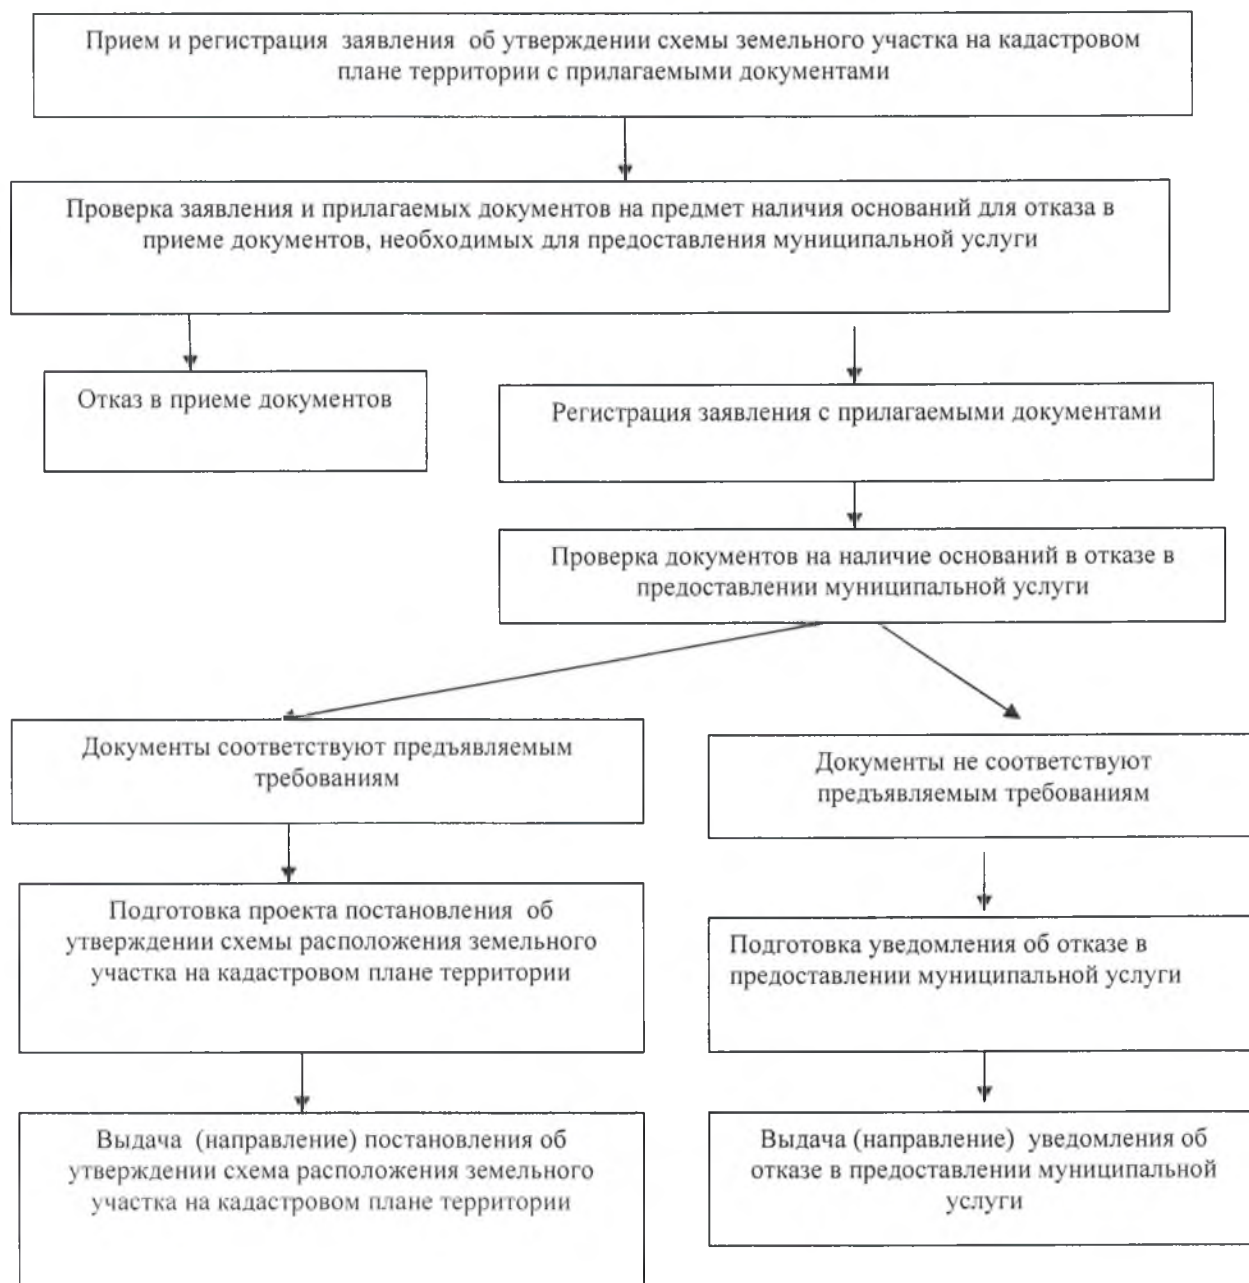 Прием и регистрация заявления об утверждении схемы земельного участка на кадастровом
плане территории с прилагаемыми документами
Проверка заявления и прилагаемых документов на предмет наличия оснований для отказа в
приеме документов, необходимых для предоставления муниципальной услуги
Отказ в приеме документов
Регистрация заявления с прилагаемыми документами
Проверка документов на наличие оснований в отказе в
предоставлении муниципальной услуги
Документы соответствуют предъявляемым
требованиям
Документы не соответствуют
предъявляемым требованиям
Подготовка проекта постановления об
утверждении схемы расположения земельного
участка на кадастровом плане территории
Подготовка уведомления об отказе в
предоставлении муниципальной услуги
Выдача (направление) постановления об
утверждении схема расположения земельного
участка на кадастровом плане территории
Выдача (направление) уведомления об
отказе в предоставлении муниципальной
услуги